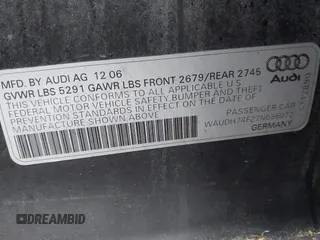 MFD. BY AUDI AG 12 06
GVWR LBS 5291 GAWR LBS FRONT 2679/REAR 2745
THIS VEHICLE CONFORMS TO ALL APPLICABLE
FEDERAL MOTOR VEHICLE SAFETY AND
BUMPER AND THEFT
PREVENTION STANDARDS IN EFFECT ON THE DATE OF
MANUFACTURE
Audi
PASSENGER CAR
GERMANY
DREAMBID